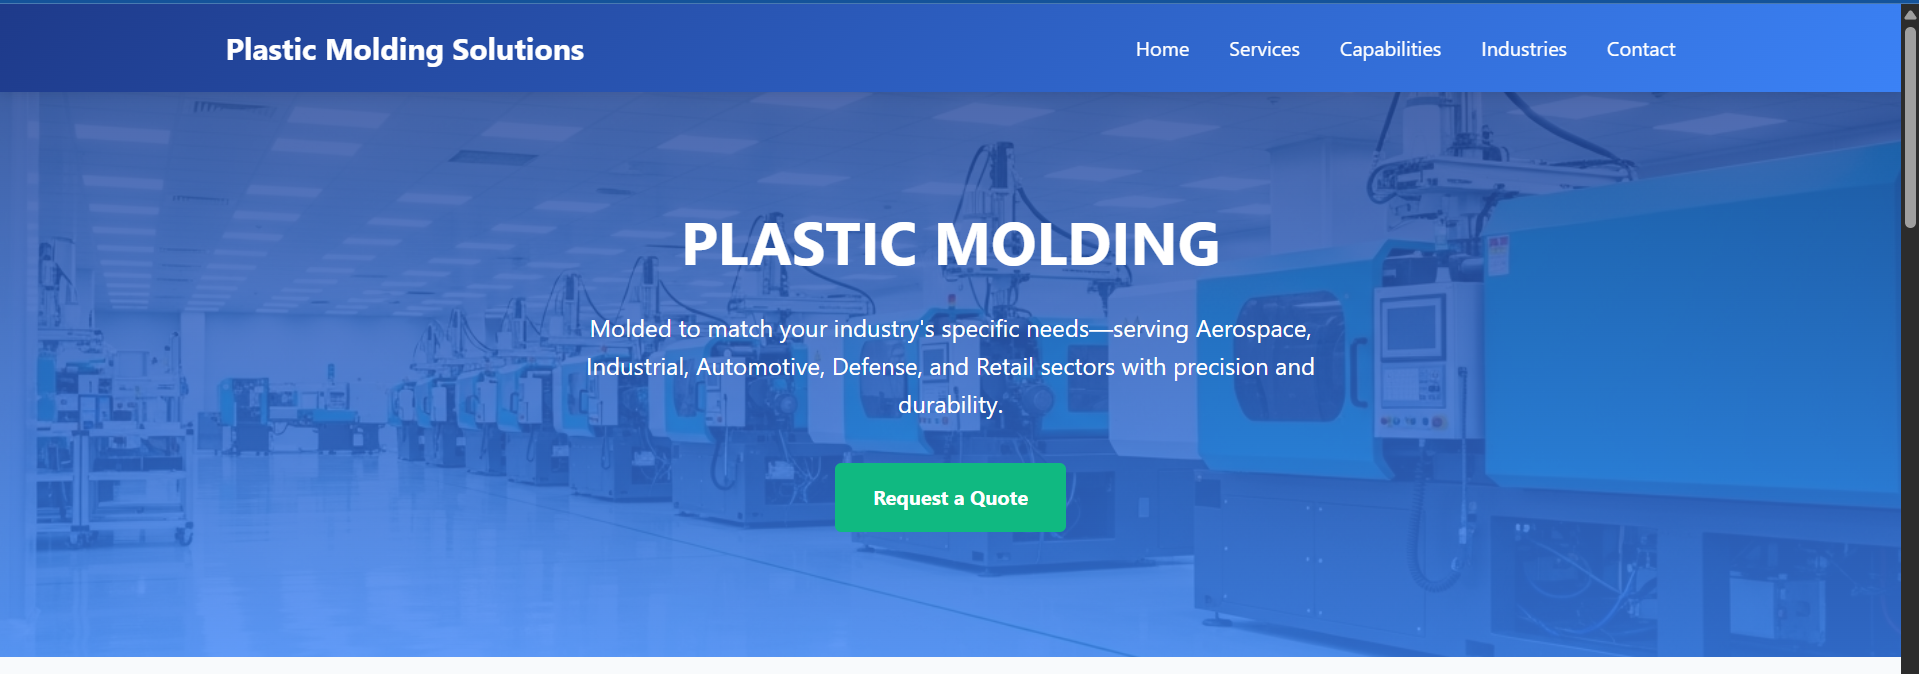 Plastic Molding Solutions
Home
Services
Capabilities
Industries
Contact
PLASTIC MOLDING
Molded to match your industry's specific needs—serving Aerospace,
Industrial, Automotive, Defense, and Retail sectors with precision and
durability.
Request a Quote